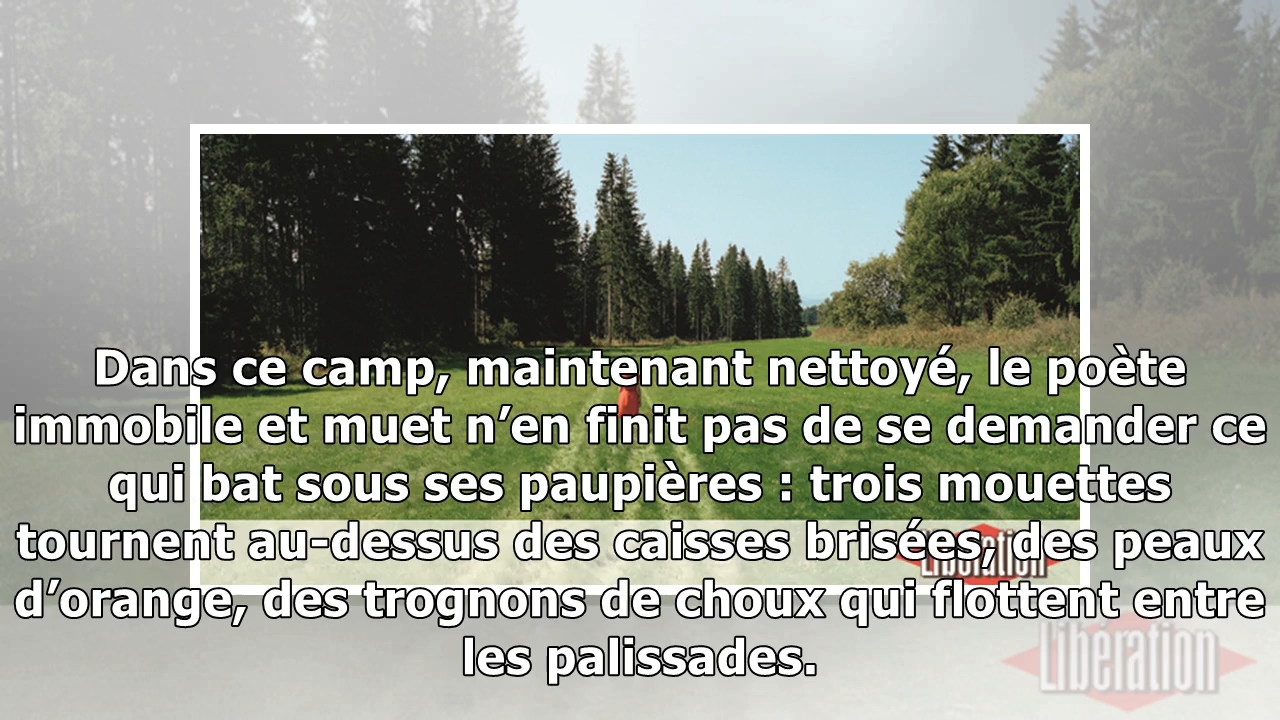 Dans ce camp, maintenant nettoyé, le poète
immobile et muet n’en finit pas de se demander ce
qui bat sous ses paupières : trois mouettes
tournent au-dessus des caisses brisées, des peaux
d’orange, des trognons de choux qui flottent entre
les palissades.
Libération
Libération